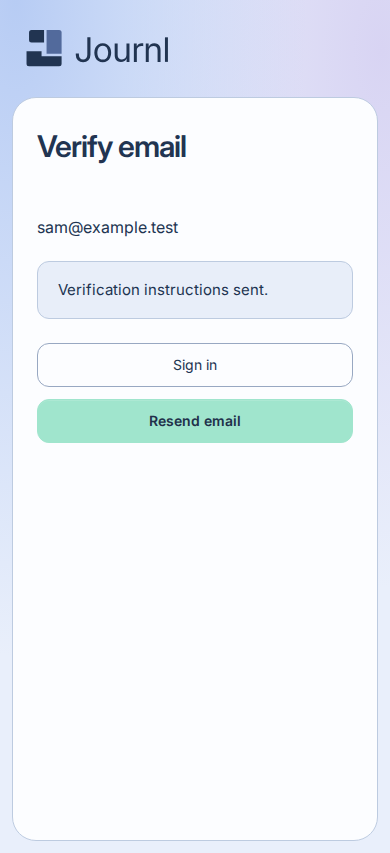 Journl
Verify email
sam@example.test
Verification instructions sent.
Sign in
Resend email